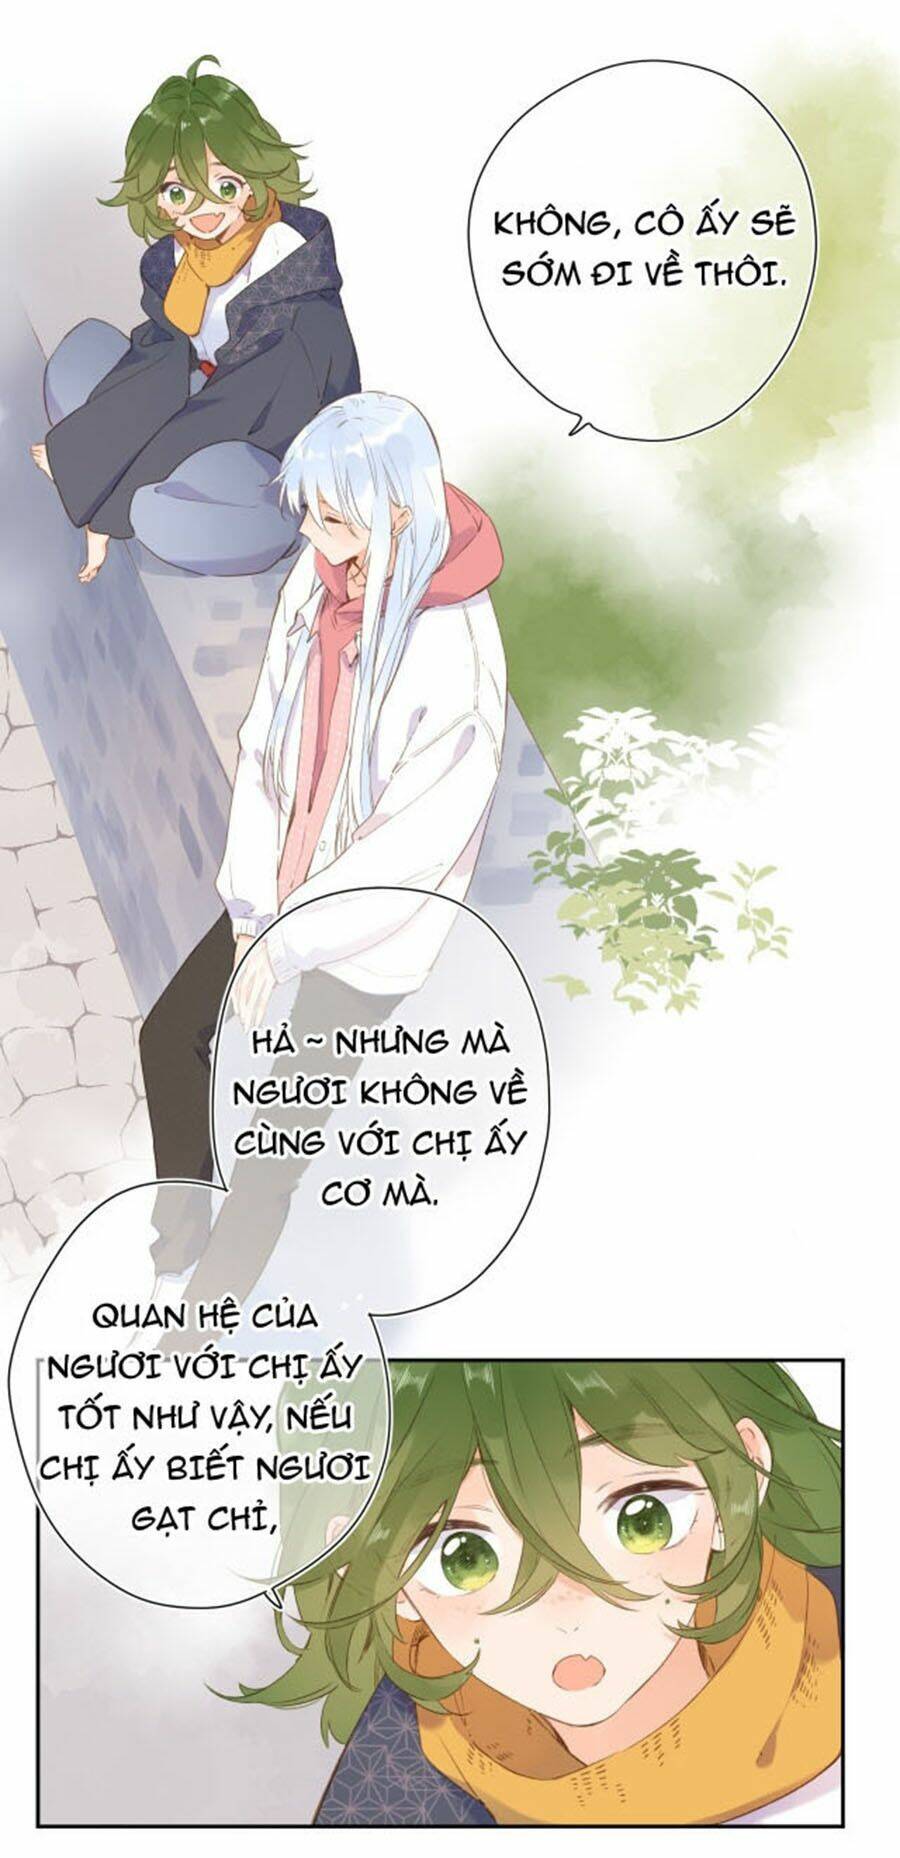 KHÔNG, CÔ ẤY SẼ
SỚM ĐI VỀ THÔI.
HẢ ~ NHƯNG MÀ
NGƯƠI KHÔNG VỀ
CÙNG VỚI CHỊ ẤY
CƠ MÀ.
QUAN HỆ CỦA
NGƯƠI VỚI CHỊ ẤY
TỐT NHƯ VẬY, NẾU
CHỊ ẤY BIẾT NGƯƠI
GẠT CHỈ,